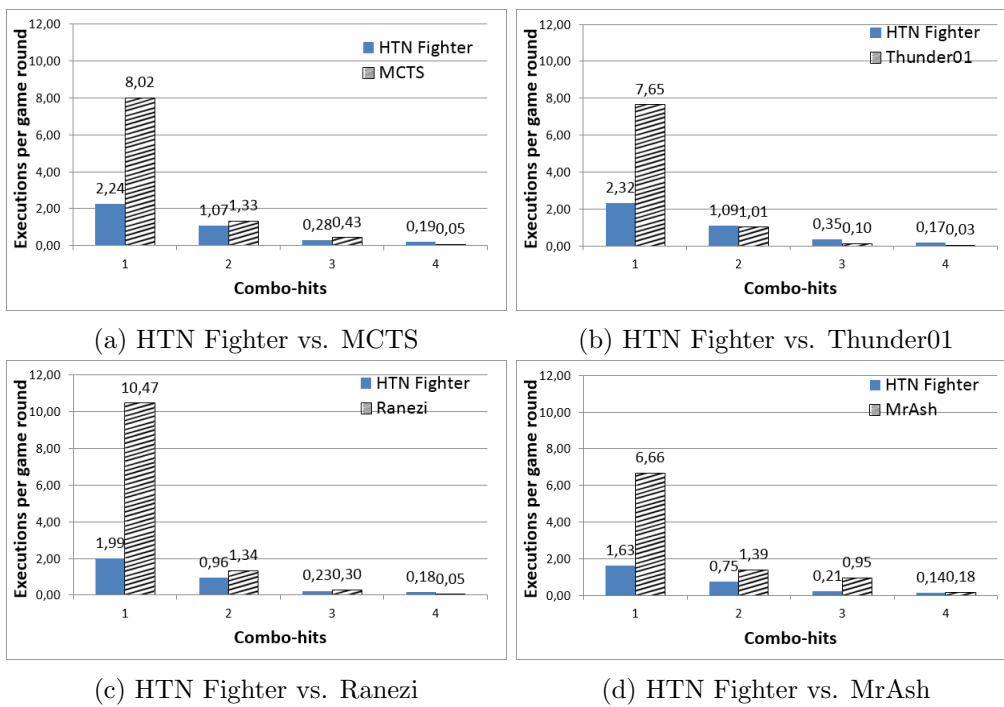 12,00
10,00
8,00
6,00
4,00
2,00
0,00
Executions per game round
HTN Fighter
MCTS
2,24
8,02
1,07
1,33
0,28
0,43
0,19
0,05
1 2 3 4
Combo-hits
(a) HTN Fighter vs. MCTS
12,00
10,00
8,00
6,00
4,00
2,00
0,00
Executions per game round
HTN Fighter
Thunder01
2,32
7,65
1,09
1,01
0,35
0,10
0,17
0,03
1 2 3 4
Combo-hits
(b) HTN Fighter vs. Thunder01
12,00
10,00
8,00
6,00
4,00
2,00
0,00
Executions per game round
HTN Fighter
Ranezi
1,99
10,47
0,96
1,34
0,23
0,30
0,18
0,05
1 2 3 4
Combo-hits
(c) HTN Fighter vs. Ranezi
12,00
10,00
8,00
6,00
4,00
2,00
0,00
Executions per game round
HTN Fighter
MrAsh
1,63
6,66
0,75
1,39
0,21
0,95
0,14
0,18
1 2 3 4
Combo-hits
(d) HTN Fighter vs. MrAsh